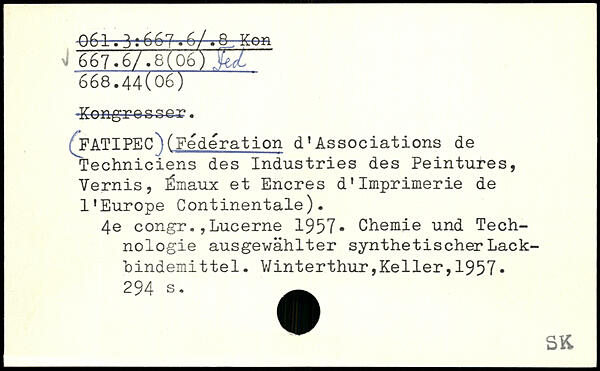 061.3:667.6/.8 Kon
667.6/.8(06) Fed
668.44(06)
Kongresser.
(FATIPEC)(Fédération d'Associations de
Techniciens des Industries des Peintures,
Vernis, Émaux et Encres d'Imprimerie de
l'Europe Continentale).
4e congr.,Lucerne 1957. Chemie und Tech-
nologie ausgewählter synthetischer Lack-
bindemittel. Winterthur,Keller,1957.
294 s.
SK